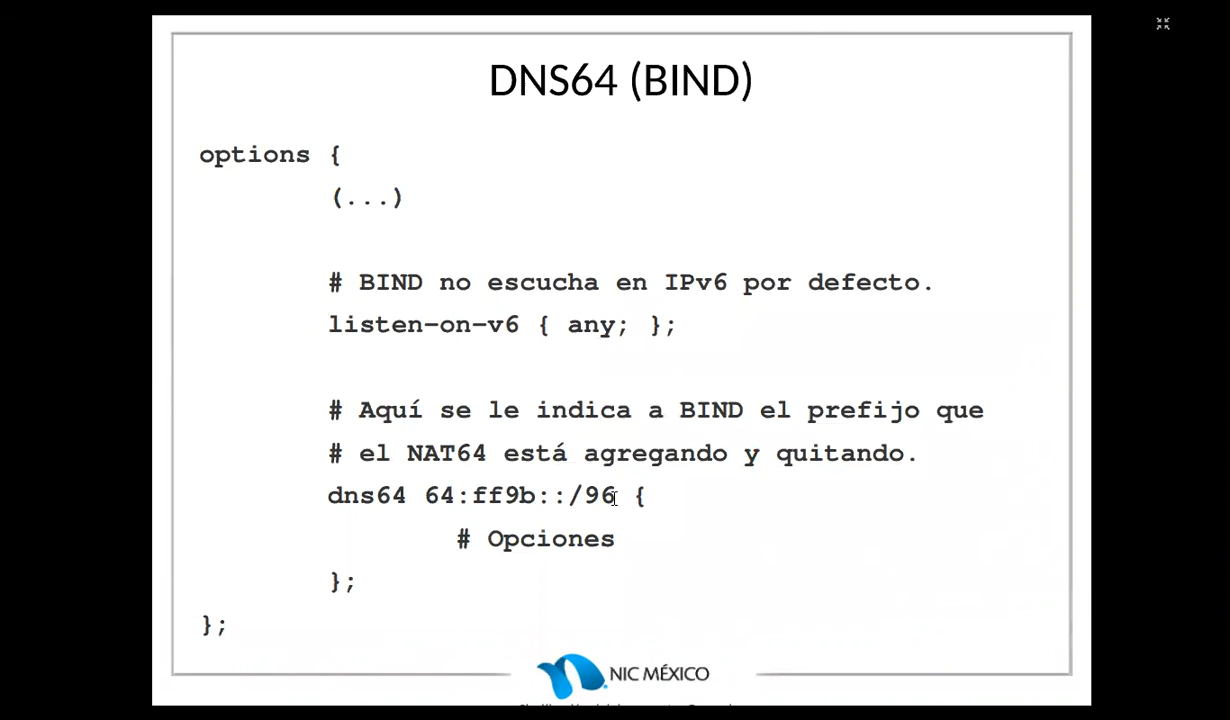 DNS64 (BIND)
options {
(...)
# BIND no escucha en IPv6 por defecto.
listen-on-v6 { any; };
# Aquí se le indica a BIND el prefijo que
# el NAT64 está agregando y quitando.
dns64 64:ff9b::/96 {
# Opciones
};
};
NIC MÉXICO